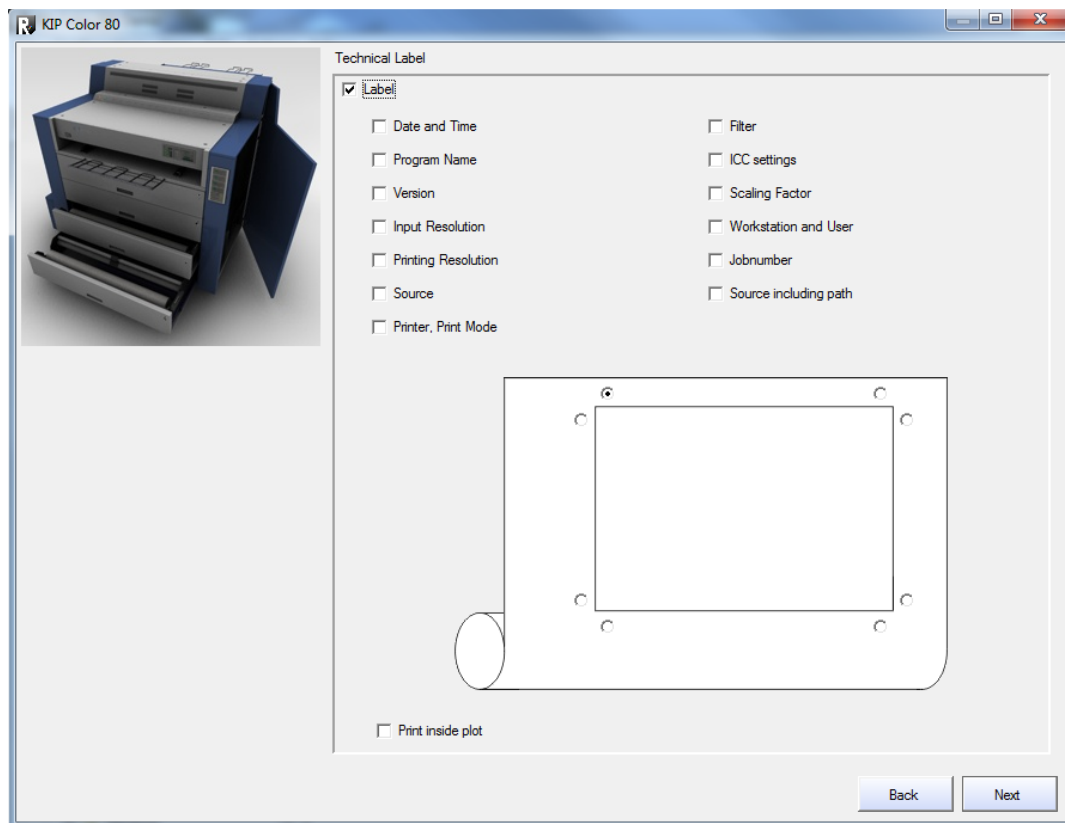 KIP Color 80
Technical Label
Label
Date and Time
Filter
Program Name
ICC settings
Version
Scaling Factor
Input Resolution
Workstation and User
Printing Resolution
Jobnumber
Source
Source including path
Printer, Print Mode
Print inside plot
Back
Next